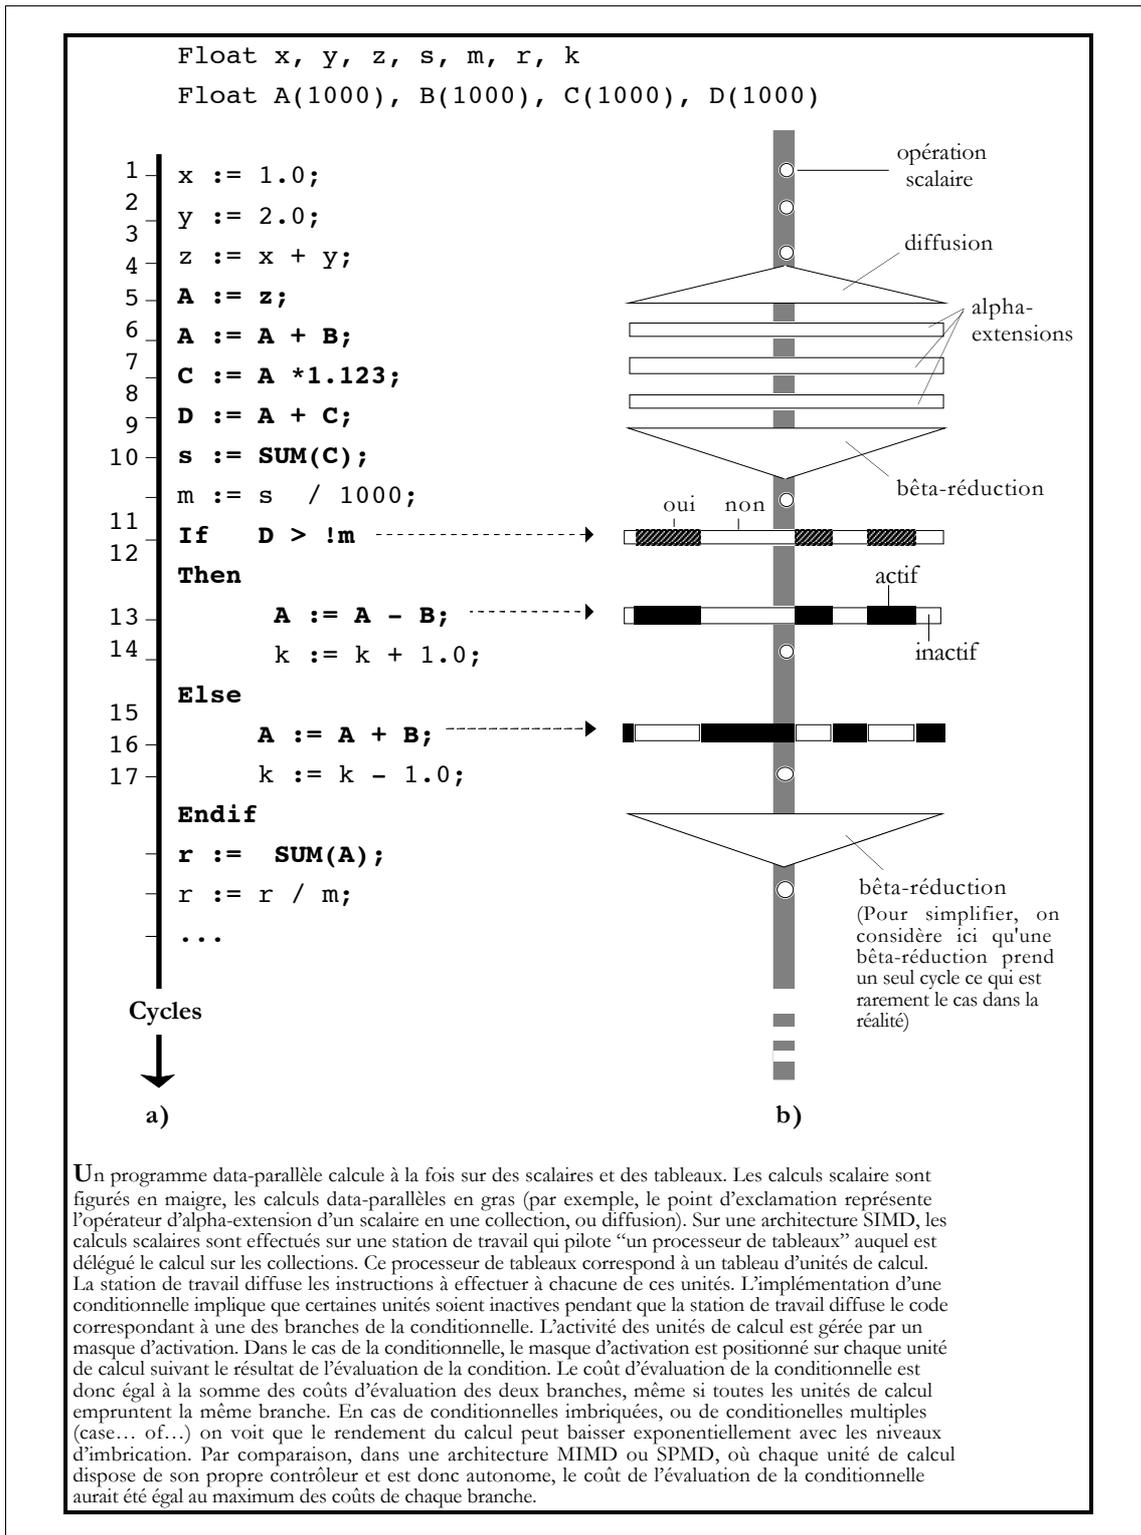 Float x, y, z, s, m, r, k
Float A(1000), B(1000), C(1000), D(1000)
1
2
3
4
5
6
7
8
9
10
11
12
13
14
15
16
17
x := 1.0;
y := 2.0;
z := x + y;
A := z;
A := A + B;
C := A *1.123;
D := A + C;
s := SUM(C);
m := s / 1000;
If D > !m
Then
A := A - B;
k := k + 1.0;
Else
A := A + B;
k := k - 1.0;
Endif
r := SUM(A);
r := r / m;
...
Cycles
a)
opération
scalaire
diffusion
alpha-
extensions
bêta-réduction
oui non
actif
inactif
bêta-réduction
(Pour simplifier, on
considère ici qu'une
bêta-réduction prend
un seul cycle ce qui est
rarement le cas dans la
réalité)
b)
Un programme data-parallèle calcule à la fois sur des scalaires et des tableaux. Les calculs scalaire sont
figurés en maigre, les calculs data-parallèles en gras (par exemple, le point d’exclamation représente
l’opérateur d’alpha-extension d’un scalaire en une collection, ou diffusion). Sur une architecture SIMD, les
calculs scalaires sont effectués sur une station de travail qui pilote “un processeur de tableaux” auquel est
délégué le calcul sur les collections. Ce processeur de tableaux correspond à un tableau d’unités de calcul.
La station de travail diffuse les instructions à effectuer à chacune de ces unités. L’implémentation d’une
conditionnelle implique que certaines unités soient inactives pendant que la station de travail diffuse le code
correspondant à une des branches de la conditionnelle. L’activité des unités de calcul est gérée par un
masque d’activation. Dans le cas de la conditionnelle, le masque d’activation est positionné sur chaque unité
de calcul suivant le résultat de l’évaluation de la condition. Le coût d’évaluation de la conditionnelle est
donc égal à la somme des coûts d’évaluation des deux branches, même si toutes les unités de calcul
empruntent la même branche. En cas de conditionnelles imbriquées, ou de conditionelles multiples
(case… of…) on voit que le rendement du calcul peut baisser exponentiellement avec les niveaux
d’imbrication. Par comparaison, dans une architecture MIMD ou SPMD, où chaque unité de calcul
dispose de son propre contrôleur et est donc autonome, le coût de l’évaluation de la conditionnelle
aurait été égal au maximum des coûts de chaque branche.